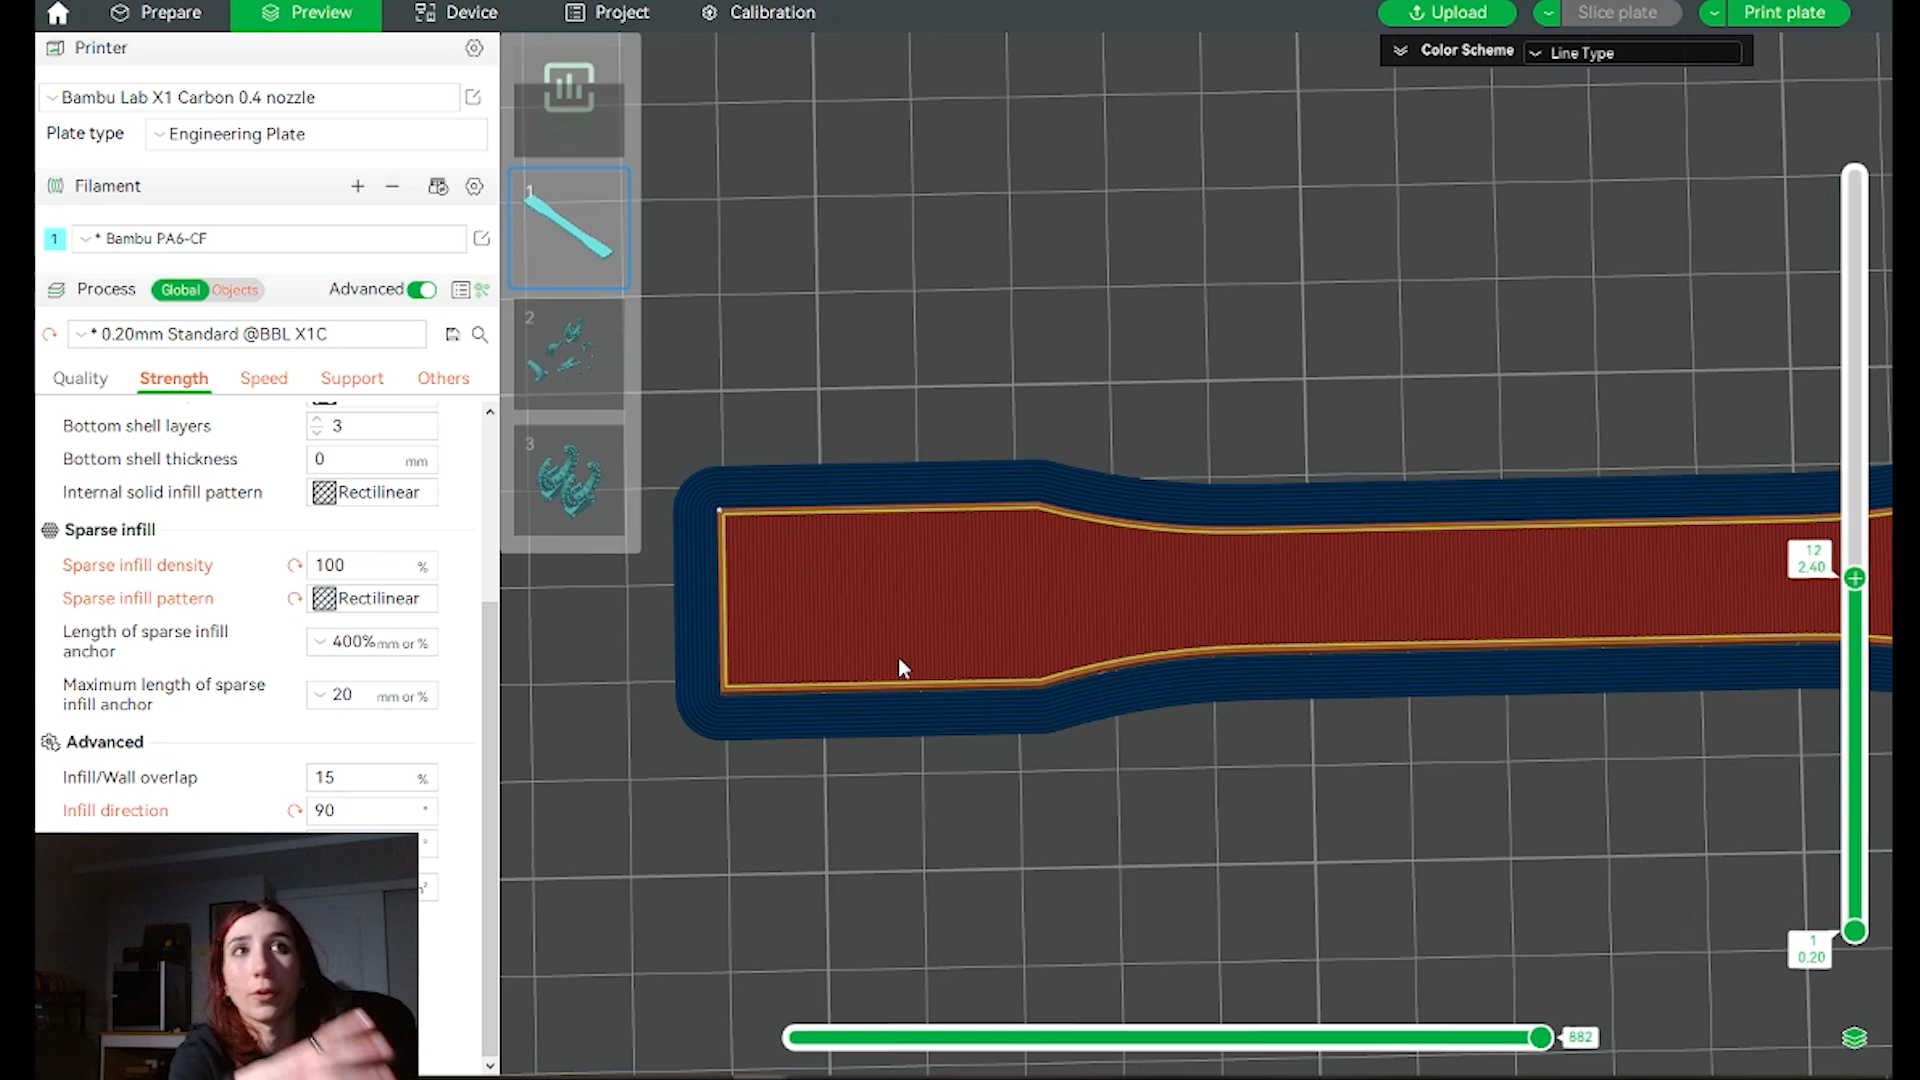 Prepare
Preview
Device
Project
Calibration
Upload
Slice plate
Print plate
Printer
Color Scheme
Line Type
Bambu Lab X1 Carbon 0.4 nozzle
Plate type
Engineering Plate
Filament
1
* Bambu PA6-CF
Process
Global
Objects
Advanced
* 0.20mm Standard @BBL X1C
Quality
Strength
Speed
Support
Others
Bottom shell layers
3
Bottom shell thickness
0 mm
Internal solid infill pattern
Rectilinear
Sparse infill
Sparse infill density
100 %
Sparse infill pattern
Rectilinear
Length of sparse infill
anchor
400% mm or %
Maximum length of sparse
infill anchor
20 mm or %
Advanced
Infill/Wall overlap
15 %
Infill direction
90 °
1
2
3
12
2.40
1
0.20
882